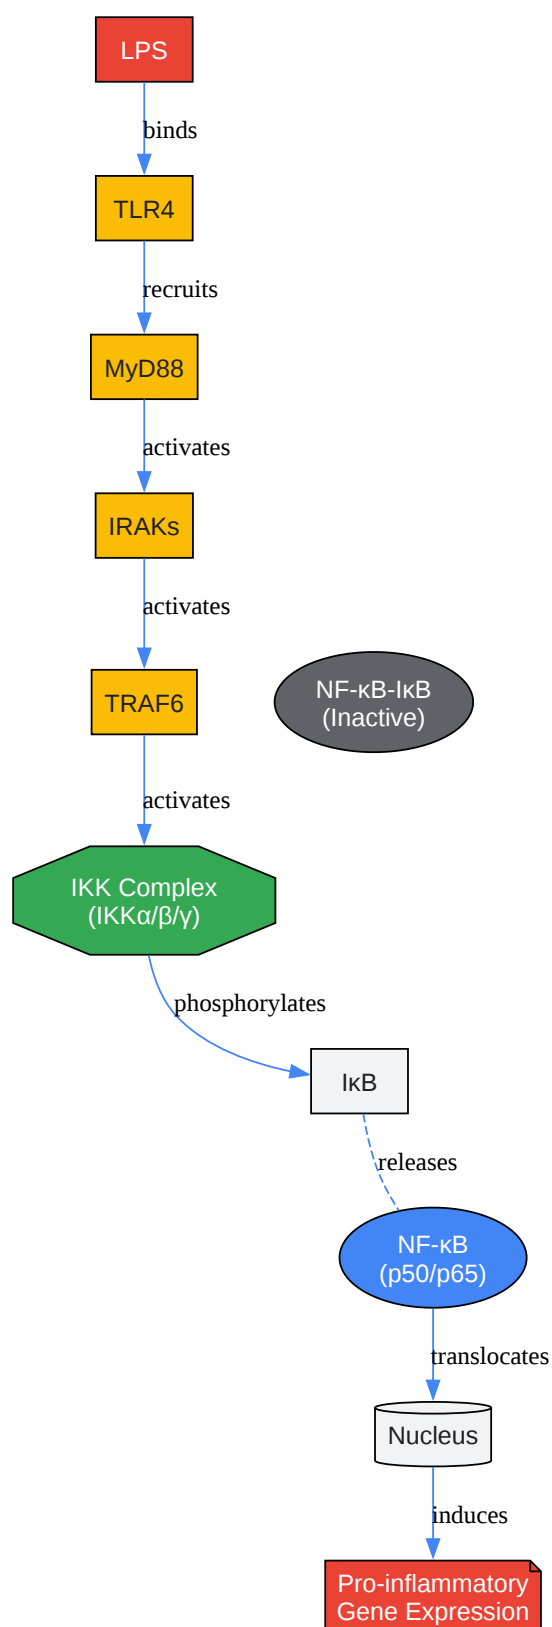 LPS
binds
TLR4
recruits
MyD88
activates
IRAKs
activates
TRAF6
NF-κB-IκB
(Inactive)
activates
IKK Complex
(IKKα/β/γ)
phosphorylates
IκB
releases
NF-κB
(p50/p65)
translocates
Nucleus
induces
Pro-inflammatory
Gene Expression